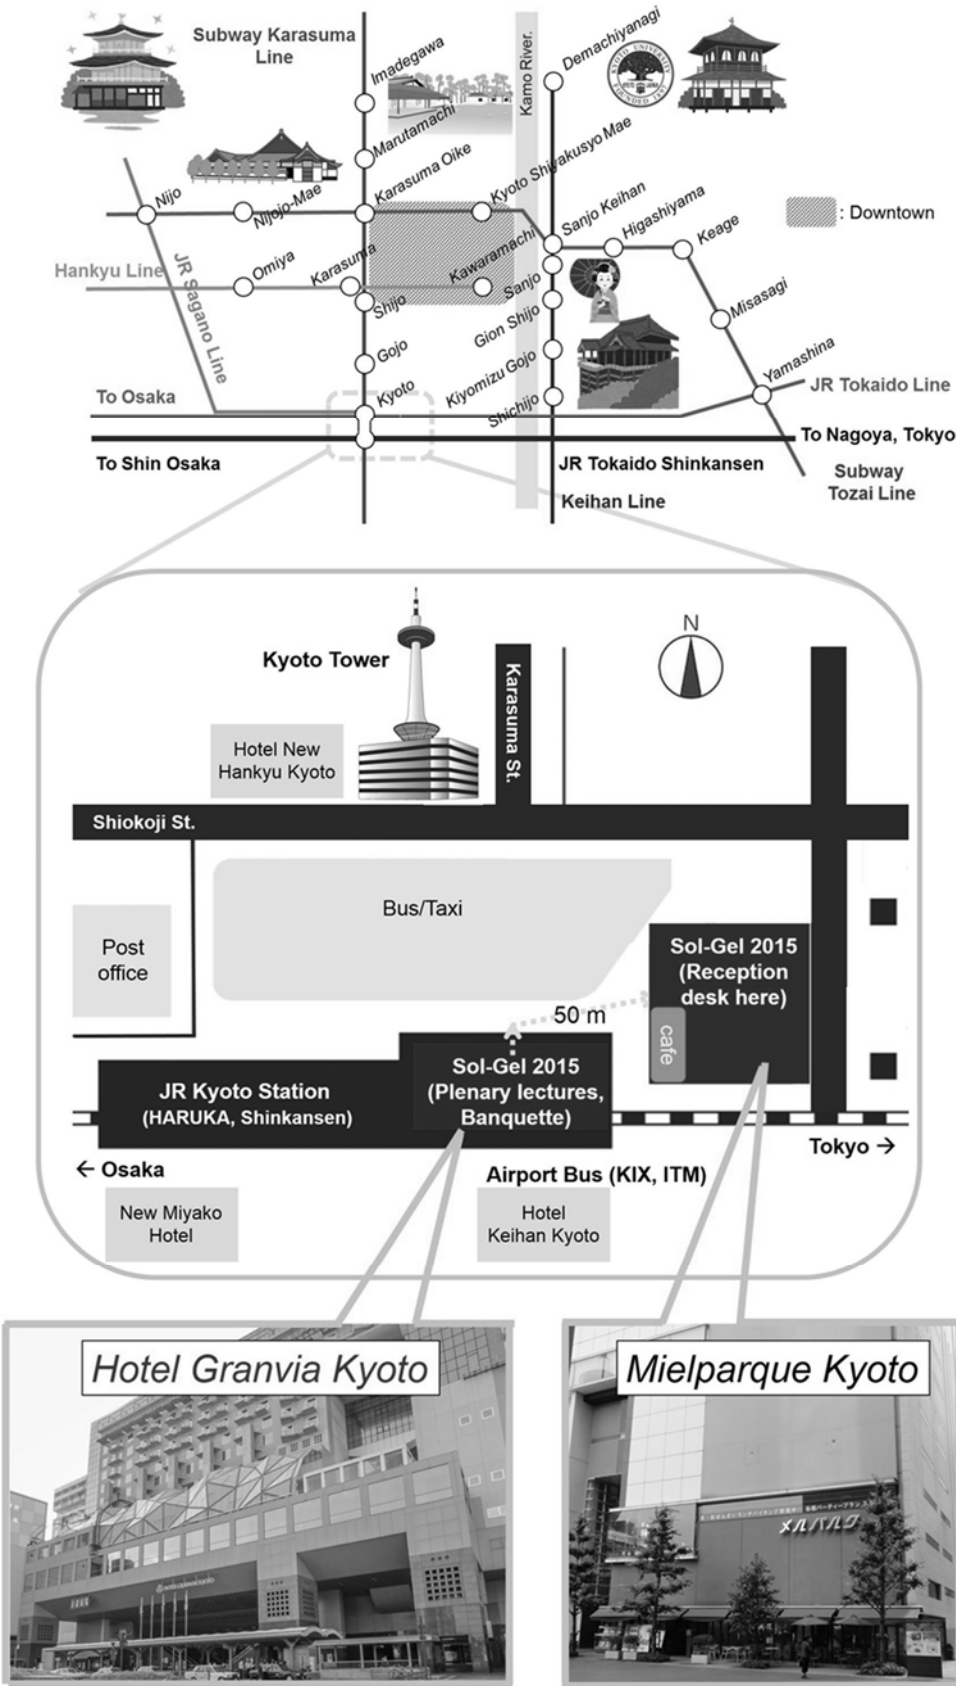 Subway Karasuma
Line
Imadegawa
Marutamachi
Karasuma Oike
Kamo River.
Demachiyanagi
KYOTO UNIVERSITY
FOUNDED 1897
Kyoto Shiyakusyo Mae
Nijo
Nijojo-Mae
Sanjo Keihan
Higashiyama
Keage
: Downtown
Hankyu Line
JR Sagano Line
Omiya
Karasuma
Kawaramachi
Shijo
Sanjo
Gion Shijo
Misasagi
Gojo
Kiyomizu Gojo
Yamashina
Kyoto
Shichijo
To Osaka
JR Tokaido Line
To Nagoya, Tokyo
To Shin Osaka
JR Tokaido Shinkansen
Subway
Tozai Line
Keihan Line
N
Kyoto Tower
Karasuma St.
Hotel New
Hankyu Kyoto
Shiokoji St.
Bus/Taxi
Post
office
Sol-Gel 2015
(Reception
desk here)
50 m
cafe
Sol-Gel 2015
(Plenary lectures,
Banquette)
JR Kyoto Station
(HARUKA, Shinkansen)
Tokyo →
← Osaka
Airport Bus (KIX, ITM)
New Miyako
Hotel
Hotel
Keihan Kyoto
Hotel Granvia Kyoto
Mielparque Kyoto
メルパルク